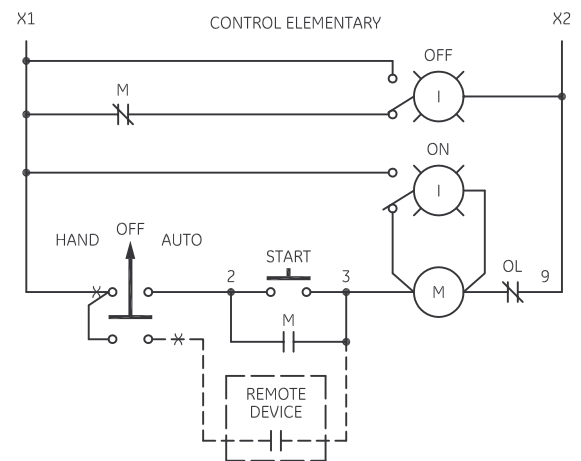 X1
CONTROL ELEMENTARY
X2
OFF
I
M
ON
I
HAND
OFF
AUTO
2
START
3
M
OL
9
M
REMOTE
DEVICE